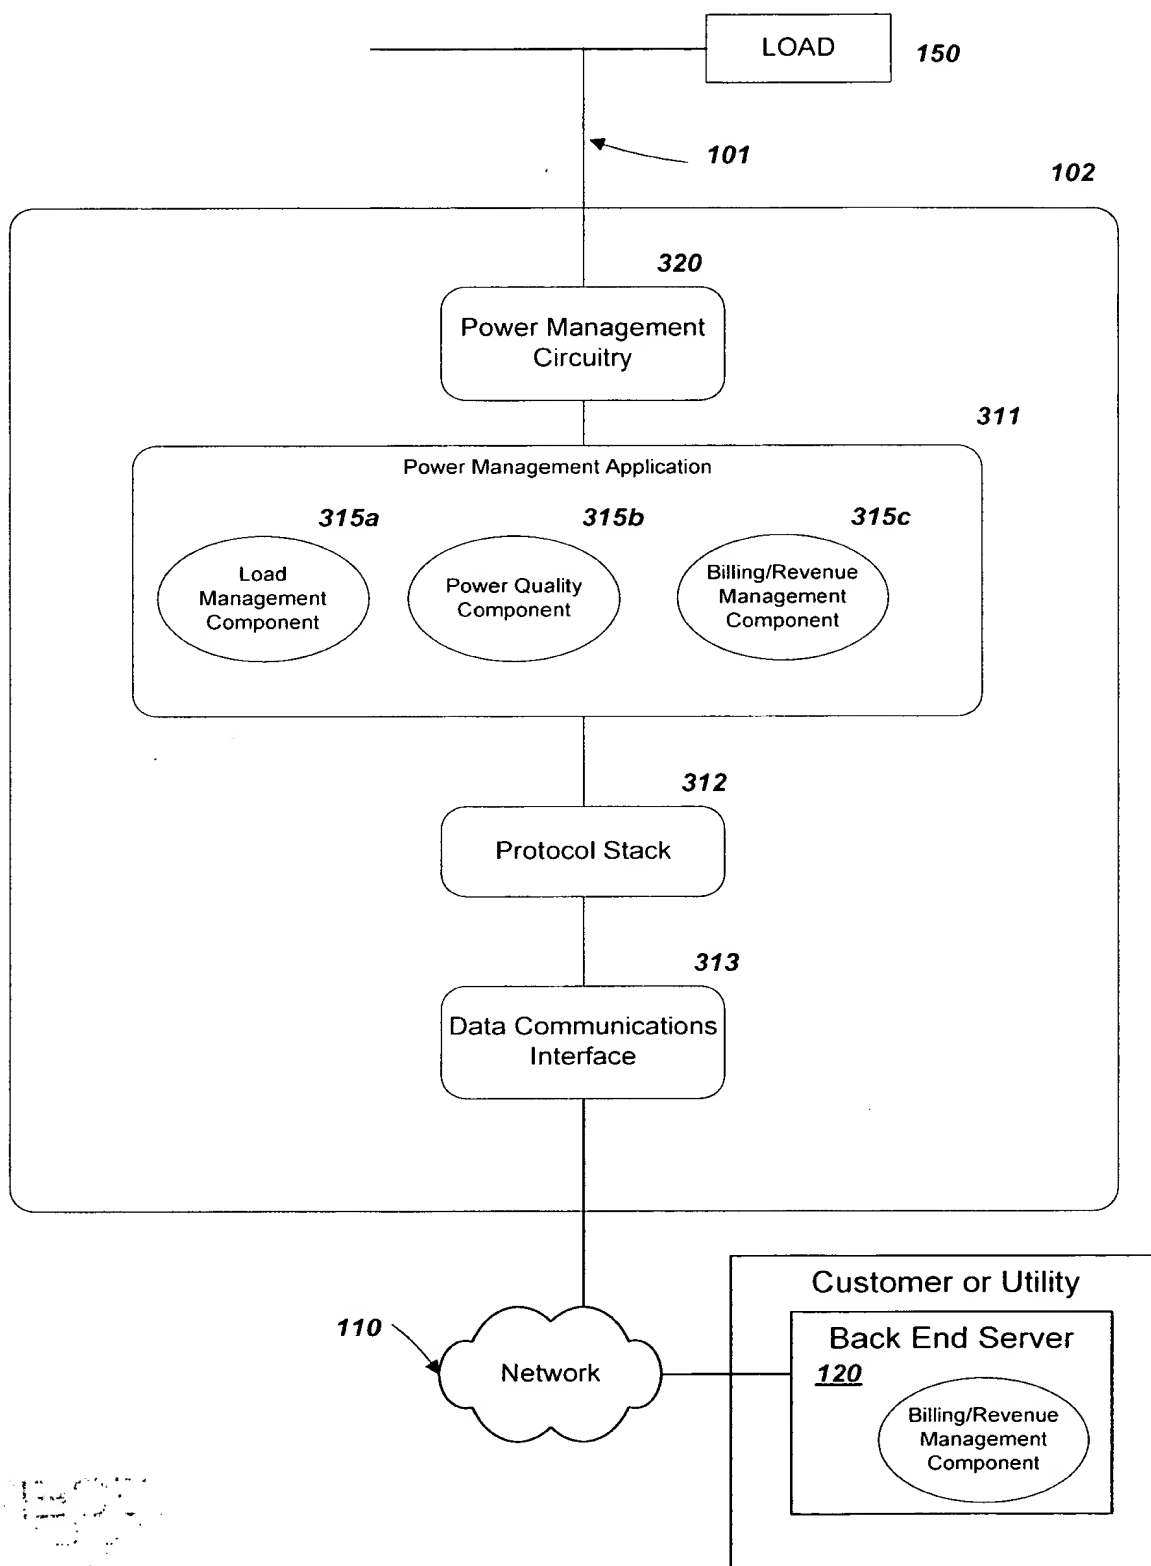 LOAD
150
101
102
320
Power Management
Circuitry
311
Power Management Application
315a
315b
315c
Load
Management
Component
Power Quality
Component
Billing/Revenue
Management
Component
312
Protocol Stack
313
Data Communications
Interface
Customer or Utility
110
Network
Back End Server
120
Billing/Revenue
Management
Component